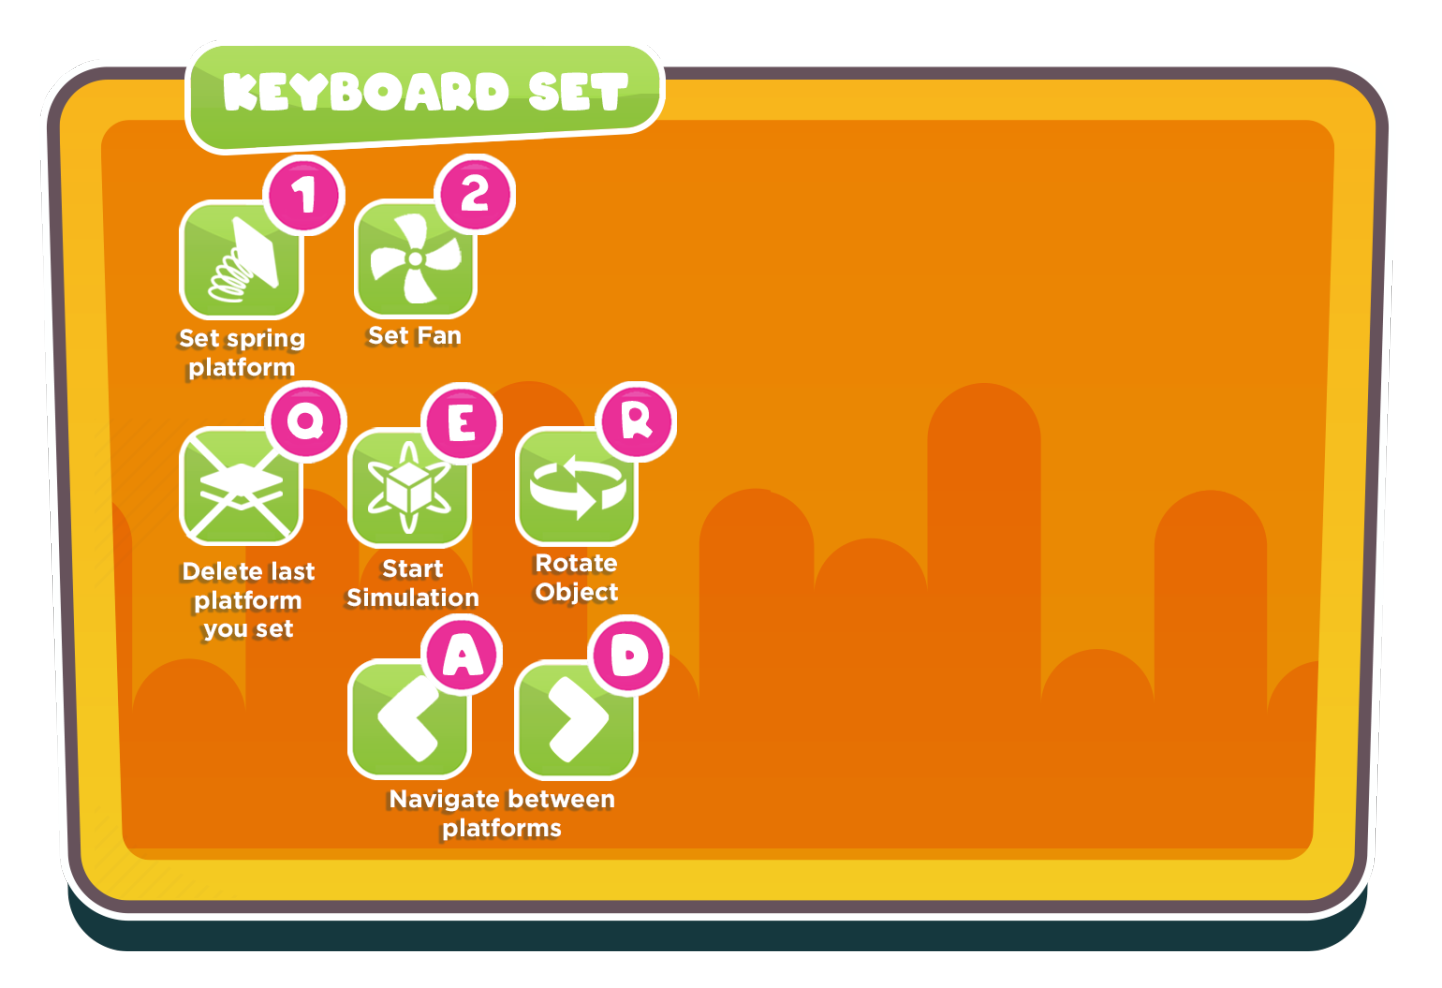 KEYBOARD SET
1
2
Set spring
platform
Set Fan
Q
E
R
Delete last
platform
you set
Start
Simulation
Rotate
Object
A
D
Navigate between
platforms